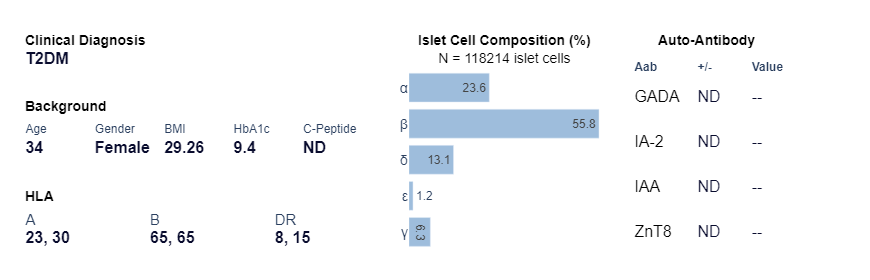 Clinical Diagnosis
T2DM
Background
Age Gender BMI HbA1c C-Peptide
34 Female 29.26 9.4 ND
HLA
A B DR
23, 30 65, 65 8, 15
Islet Cell Composition (%)
N = 118214 islet cells
α 23.6
β 55.8
δ 13.1
ε 1.2
γ 6.3
Auto-Antibody
Aab +/- Value
GADA ND --
IA-2 ND --
IAA ND --
ZnT8 ND --